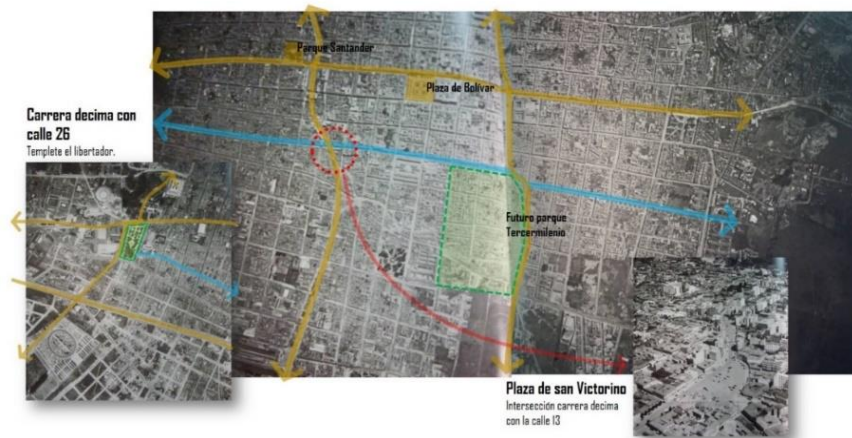 Parque Santander
Plaza de Bolívar
Carrera decima con
calle 26
Templete el libertador.
Futuro parque
Tercermilenio
Plaza de san Victorino
Intersección carrera decima
con la calle 13